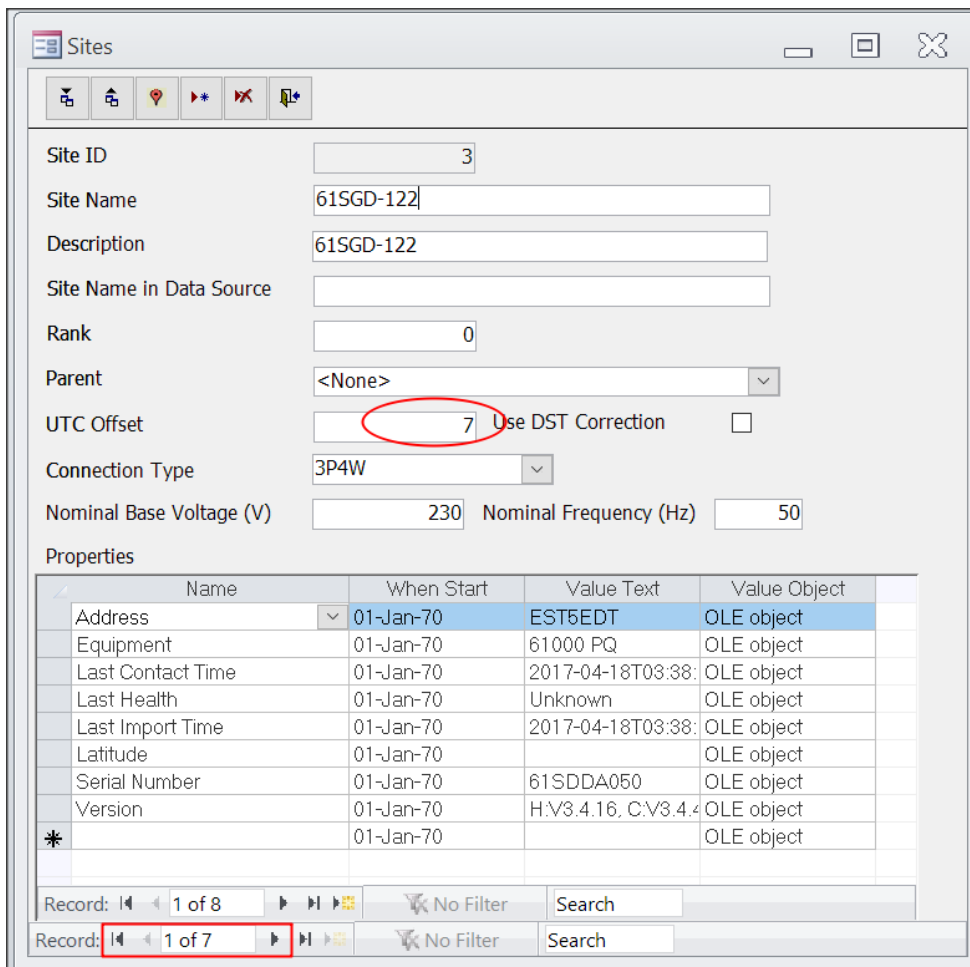 Sites
Site ID 3
Site Name 61SGD-122
Description 61SGD-122
Site Name in Data Source
Rank 0
Parent <None>
UTC Offset 7 Use DST Correction
Connection Type 3P4W
Nominal Base Voltage (V) 230 Nominal Frequency (Hz) 50
Properties
Name When Start Value Text Value Object
Address 01-Jan-70 EST5EDT OLE object
Equipment 01-Jan-70 61000 PQ OLE object
Last Contact Time 01-Jan-70 2017-04-18T03:38: OLE object
Last Health 01-Jan-70 Unknown OLE object
Last Import Time 01-Jan-70 2017-04-18T03:38: OLE object
Latitude 01-Jan-70 OLE object
Serial Number 01-Jan-70 61SDDA050 OLE object
Version 01-Jan-70 H:V3.4.16, C:V3.4.4 OLE object
01-Jan-70 OLE object
Record: 1 of 8 No Filter Search
Record: 1 of 7 No Filter Search